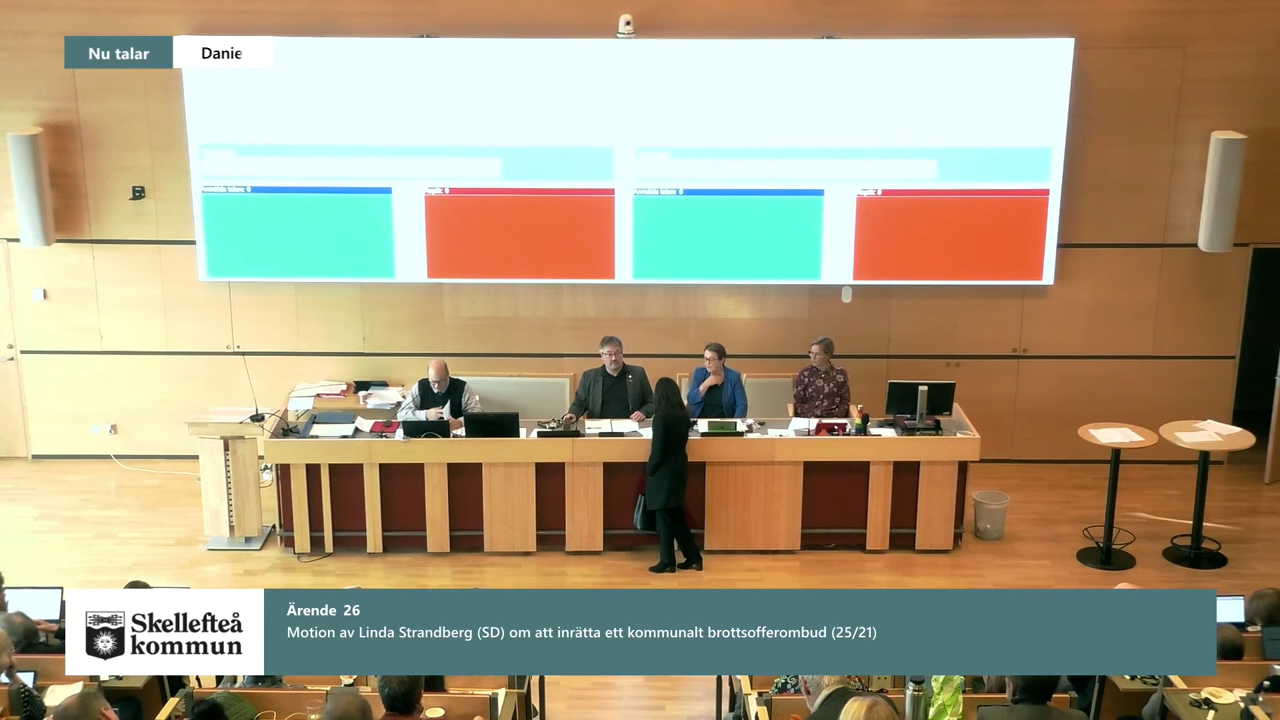 Nu talar
Danie
Skellefteå
kommun
Ärende 26
Motion av Linda Strandberg (SD) om att inrätta ett kommunalt brottsofferombud (25/21)